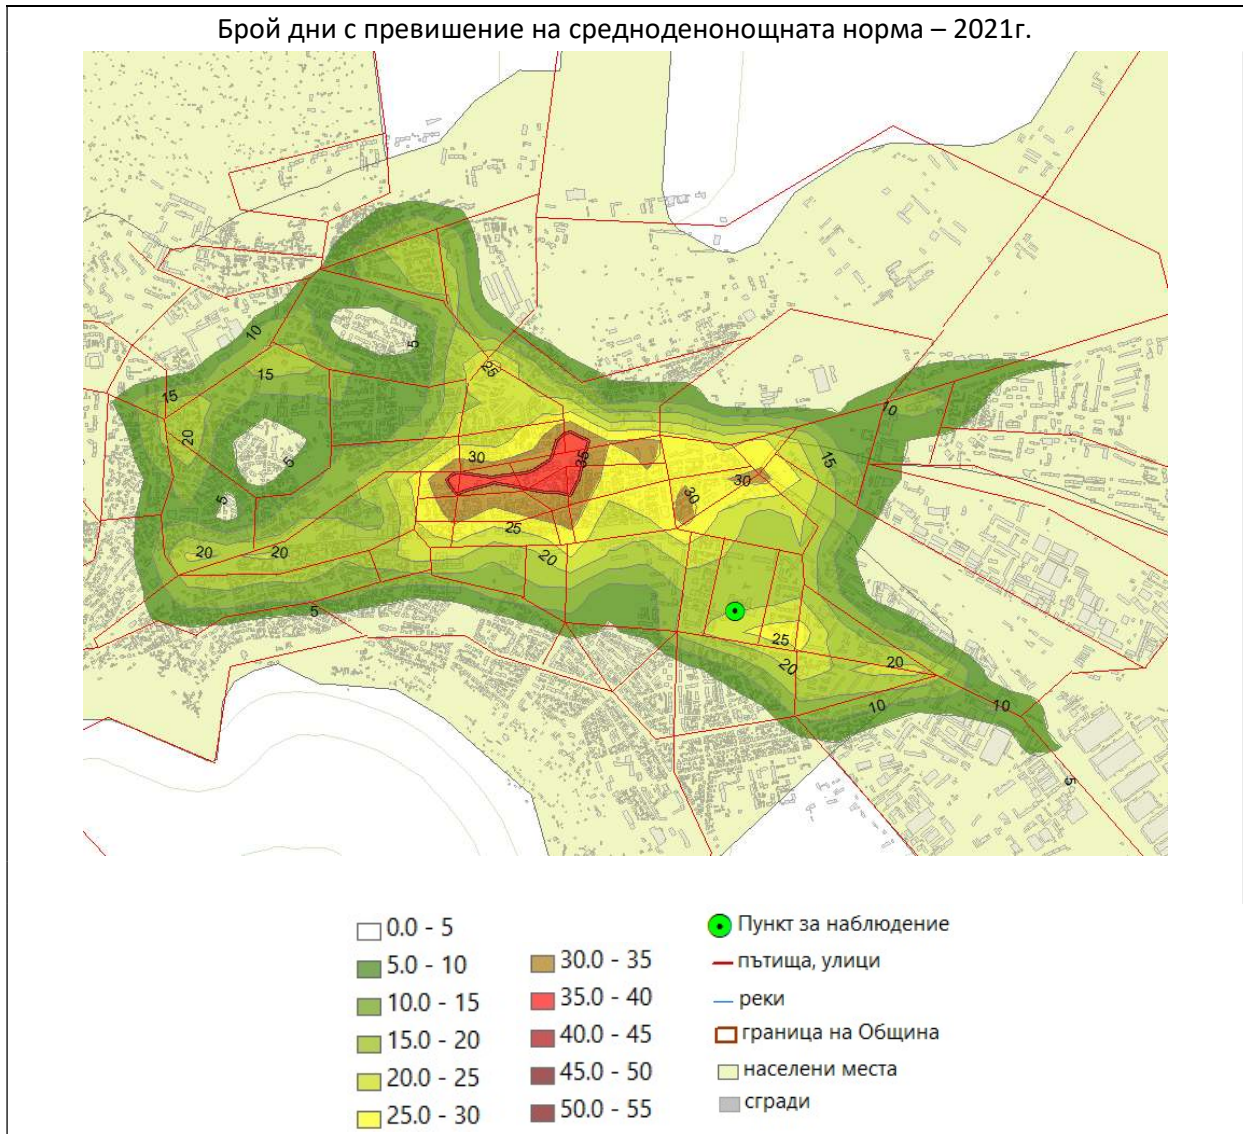 Брой дни с превишение на средноденонощната норма – 2021г.
10
5
15
15
20
5
5
20
20
5
25
30
35
25
20
30
30
15
10
25
20
20
10
10
5
0.0 - 5
5.0 - 10
10.0 - 15
15.0 - 20
20.0 - 25
25.0 - 30
30.0 - 35
35.0 - 40
40.0 - 45
45.0 - 50
50.0 - 55
Пункт за наблюдение
пътища, улици
реки
граница на Община
населени места
сгради